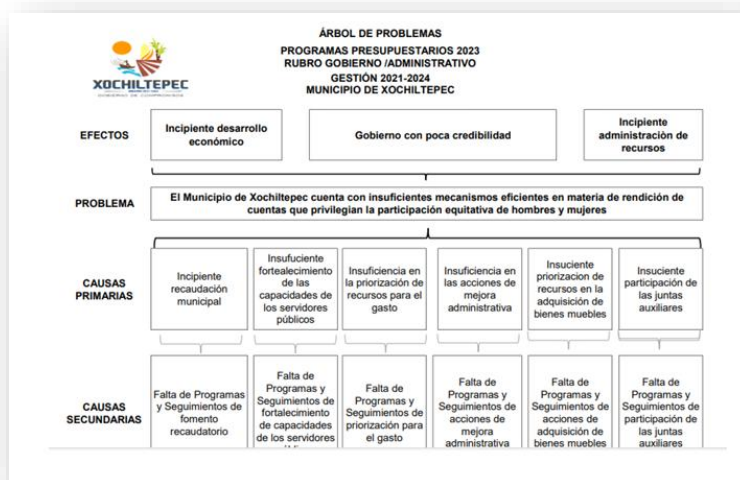 ÁRBOL DE PROBLEMAS
PROGRAMAS PRESUPUESTARIOS 2023
RUBRO GOBIERNO /ADMINISTRATIVO
GESTIÓN 2021-2024
MUNICIPIO DE XOCHILTEPEC
XOCHILTEPEC
EFECTOS
Incipiente desarrollo
económico
Gobierno con poca credibilidad
Incipiente
administración de
recursos
PROBLEMA
El Municipio de Xochiltepec cuenta con insuficientes mecanismos eficientes en materia de rendición de
cuentas que privilegian la participación equitativa de hombres y mujeres
CAUSAS
PRIMARIAS
Incipiente
recaudación
municipal
Insufuciente
fortealecimiento
de las
capacidades de
los servidores
públicos
Insuficiencia en
la priorización de
recursos para el
gasto
Insuficiencia en
las acciones de
mejora
administrativa
Insuciente
priorizacion de
recursos en la
adquisición de
bienes muebles
Insuciente
participación de
las juntas
auxiliares
CAUSAS
SECUNDARIAS
Falta de Programas
y Seguimientos de
fomento
recaudatorio
Falta de
Programas y
Seguimientos de
fortalecimiento
de capacidades
de los servidores
Falta de
Programas y
Seguimientos de
priorización para
el gasto
Falta de
Programas y
Seguimientos de
acciones de
mejora
administrativa
Falta de
Programas y
Seguimientos de
acciones de
adquisición de
bienes muebles
Falta de
Programas y
Seguimientos de
participación de
las juntas
auxiliares